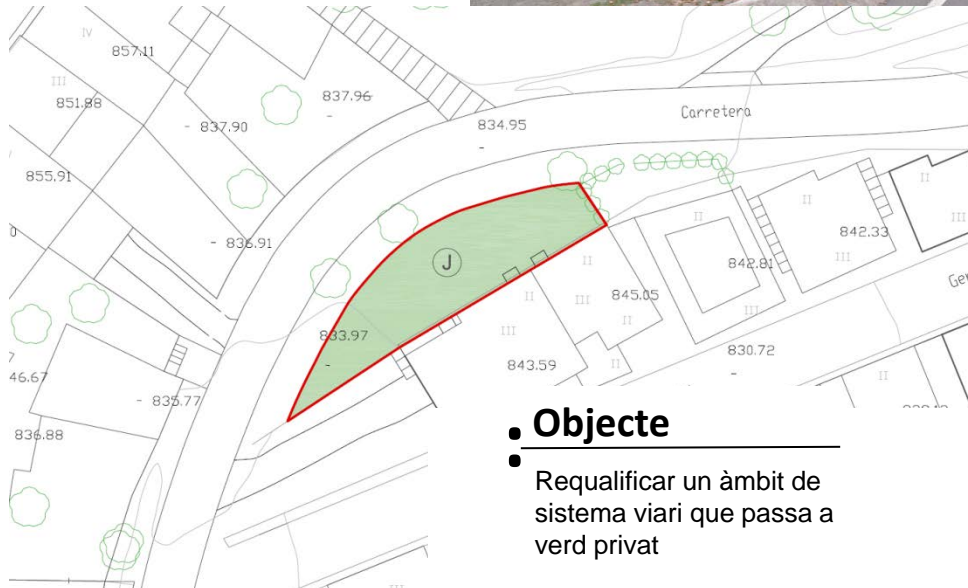 IV
857.11
III
851.88
837.96
- 837.90
834.95
Carretera
855.91
- 836.91
J
II
II
842.33
III
II
842.81
III
III
II
845.05
II
III
II
833.97
III
843.59
II
830.72
II
46.67
- 835.77
836.88
Objecte
Requalificar un àmbit de
sistema viari que passa a
verd privat